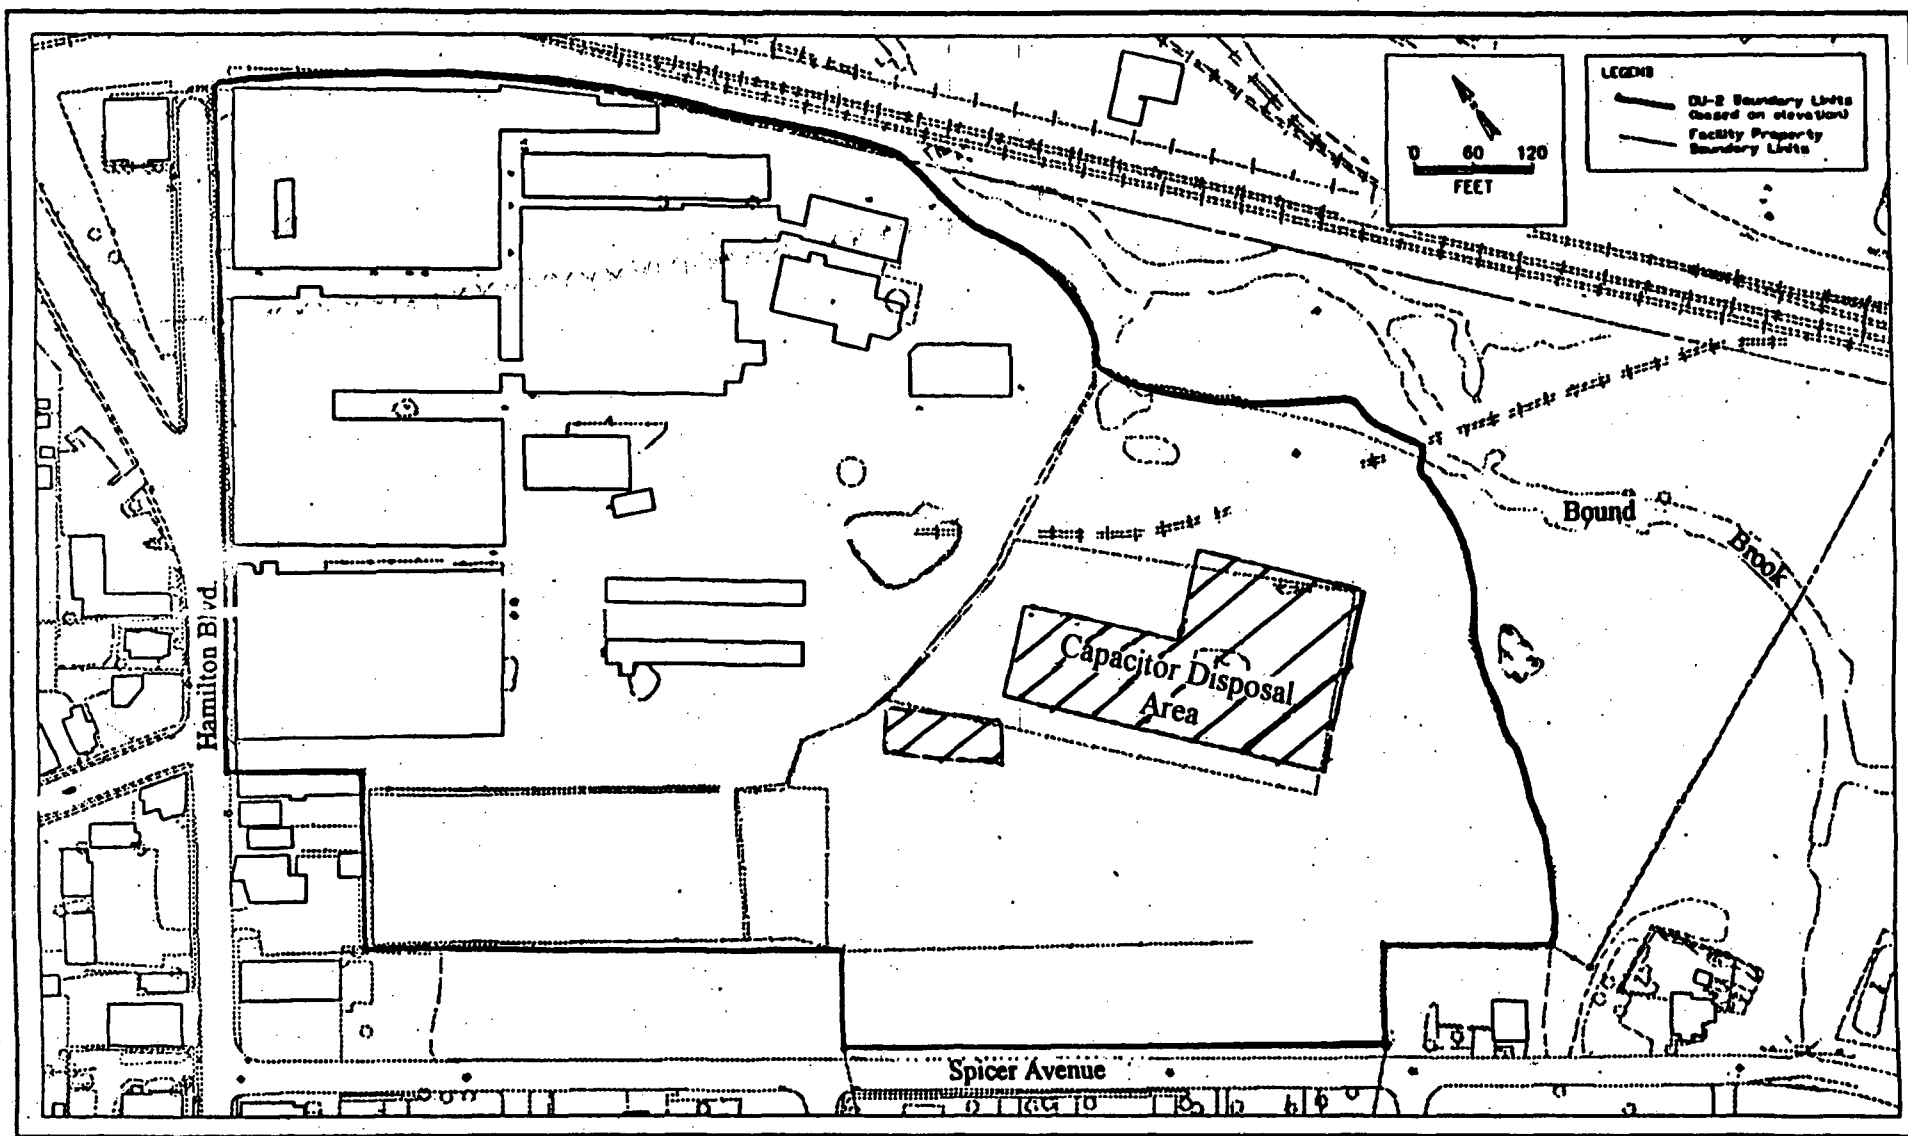 LEGEND
OU-2 Boundary Limits
(based on elevation)
Facility Property
Boundary Limits
0 60 120
FEET
Bound
Brook
Hamilton Blvd.
Capacitor Disposal
Area
Spicer Avenue